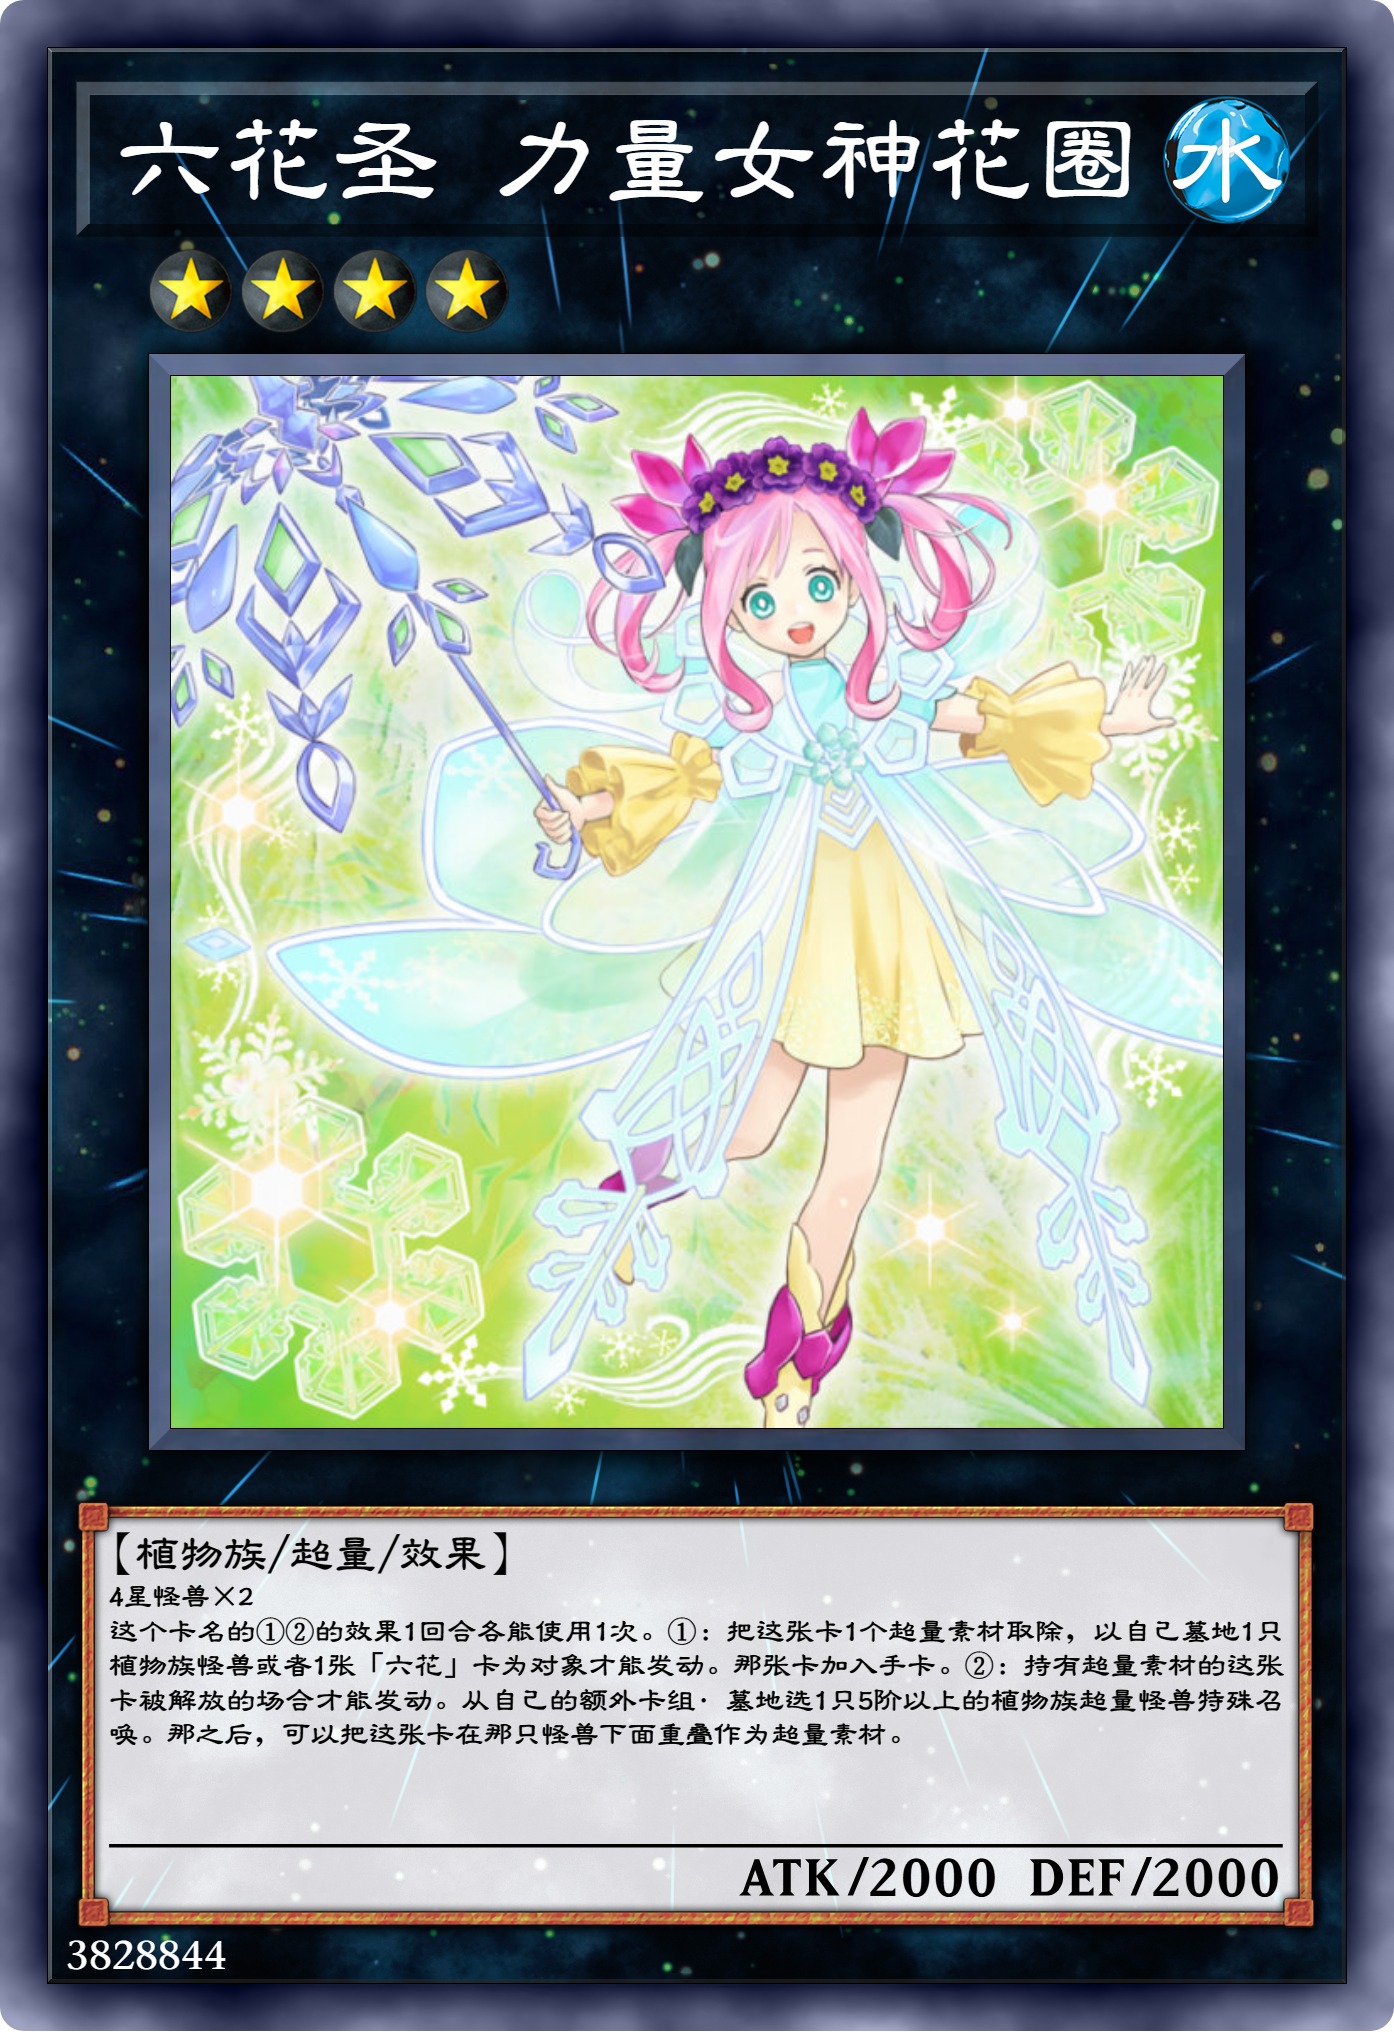 六花圣 力量女神花圈 水
【植物族/超量/效果】
4星怪兽×2
这个卡名的①②的效果1回合各能使用1次。①：把这张卡1个超量素材取除，以自己墓地1只
植物族怪兽或者1张「六花」卡为对象才能发动。那张卡加入手卡。②：持有超量素材的这张
卡被解放的场合才能发动。从自己的额外卡组·墓地选1只5阶以上的植物族超量怪兽特殊召
唤。那之后，可以把这张卡在那只怪兽下面重叠作为超量素材。
ATK/2000 DEF/2000
3828844